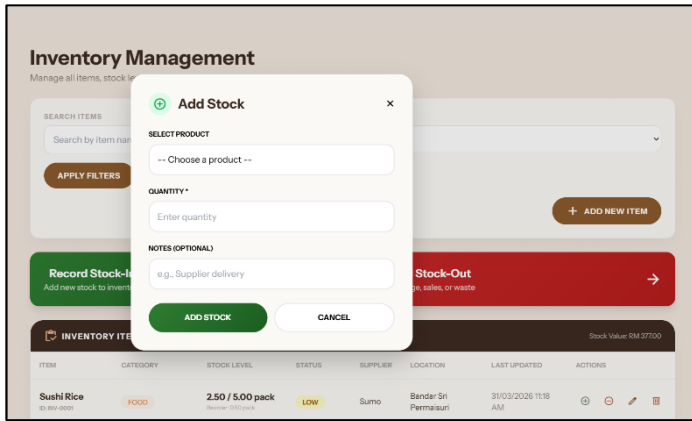 Inventory Management
Manage all items, stock le
SEARCH ITEMS
Search by item nam
APPLY FILTERS
+ ADD NEW ITEM
Add Stock
×
SELECT PRODUCT
-- Choose a product --
QUANTITY *
Enter quantity
NOTES (OPTIONAL)
e.g., Supplier delivery
ADD STOCK
CANCEL
Record Stock-I
Add new stock to invent
Stock-Out
ge, sales, or waste
INVENTORY ITE
Stock Value: RM 377.00
ITEM CATEGORY STOCK LEVEL STATUS SUPPLIER LOCATION LAST UPDATED ACTIONS
Sushi Rice FOOD 2.50 / 5.00 pack LOW Sumo Bandar Sri Permaisuri 31/03/2026 11:18 AM
ID: INV-0001